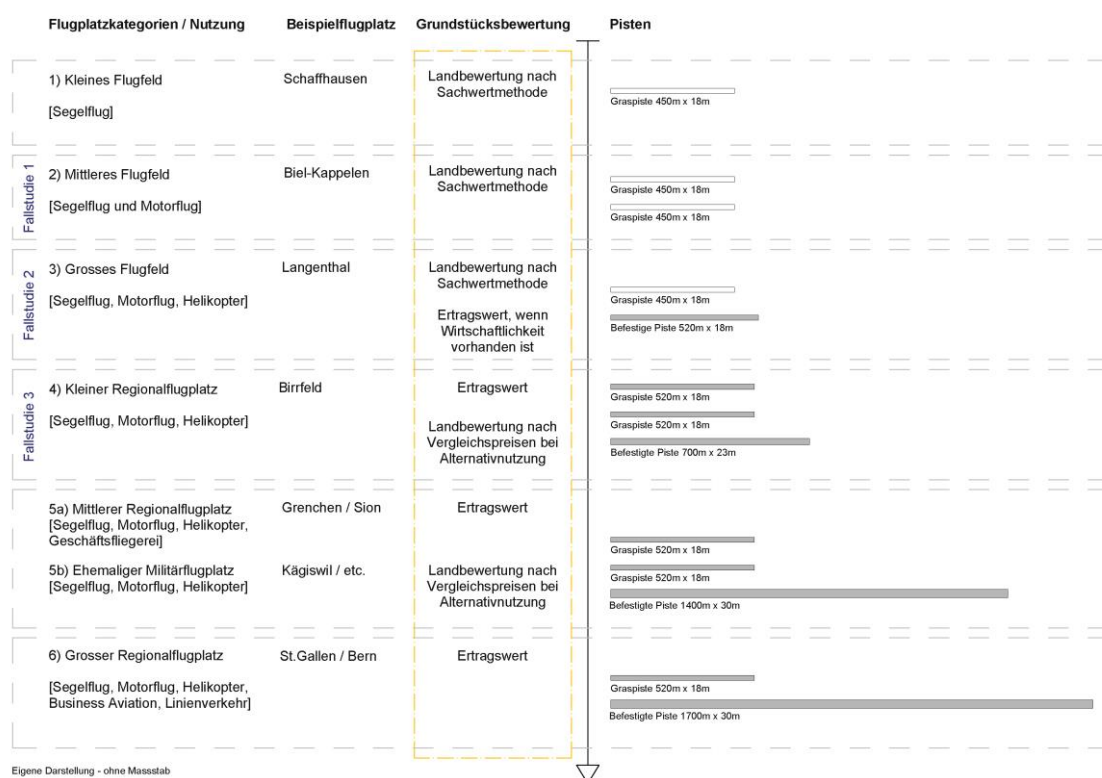 Flugplatzkategorien / Nutzung
Beispielflugplatz
Grundstücksbewertung
Pisten
1) Kleines Flugfeld
[Segelflug]
Schaffhausen
Landbewertung nach
Sachwertmethode
Graspiste 450m x 18m
Fallstudie 1
2) Mittleres Flugfeld
[Segelflug und Motorflug]
Biel-Kappelen
Landbewertung nach
Sachwertmethode
Graspiste 450m x 18m
Graspiste 450m x 18m
Fallstudie 2
3) Grosses Flugfeld
[Segelflug, Motorflug, Helikopter]
Langenthal
Landbewertung nach
Sachwertmethode
Ertragswert, wenn
Wirtschaftlichkeit
vorhanden ist
Graspiste 450m x 18m
Befestige Piste 520m x 18m
Fallstudie 3
4) Kleiner Regionalflugplatz
[Segelflug, Motorflug, Helikopter]
Birrfeld
Ertragswert
Landbewertung nach
Vergleichspreisen bei
Alternativnutzung
Graspiste 520m x 18m
Graspiste 520m x 18m
Befestigte Piste 700m x 23m
5a) Mittlerer Regionalflugplatz
[Segelflug, Motorflug, Helikopter,
Geschäftsfliegerei]
Grenchen / Sion
Ertragswert
Graspiste 520m x 18m
5b) Ehemaliger Militärflugplatz
[Segelflug, Motorflug, Helikopter]
Kägiswil / etc.
Landbewertung nach
Vergleichspreisen bei
Alternativnutzung
Graspiste 520m x 18m
Befestigte Piste 1400m x 30m
6) Grosser Regionalflugplatz
[Segelflug, Motorflug, Helikopter,
Business Aviation, Linienverkehr]
St.Gallen / Bern
Ertragswert
Graspiste 520m x 18m
Befestigte Piste 1700m x 30m
Eigene Darstellung - ohne Massstab